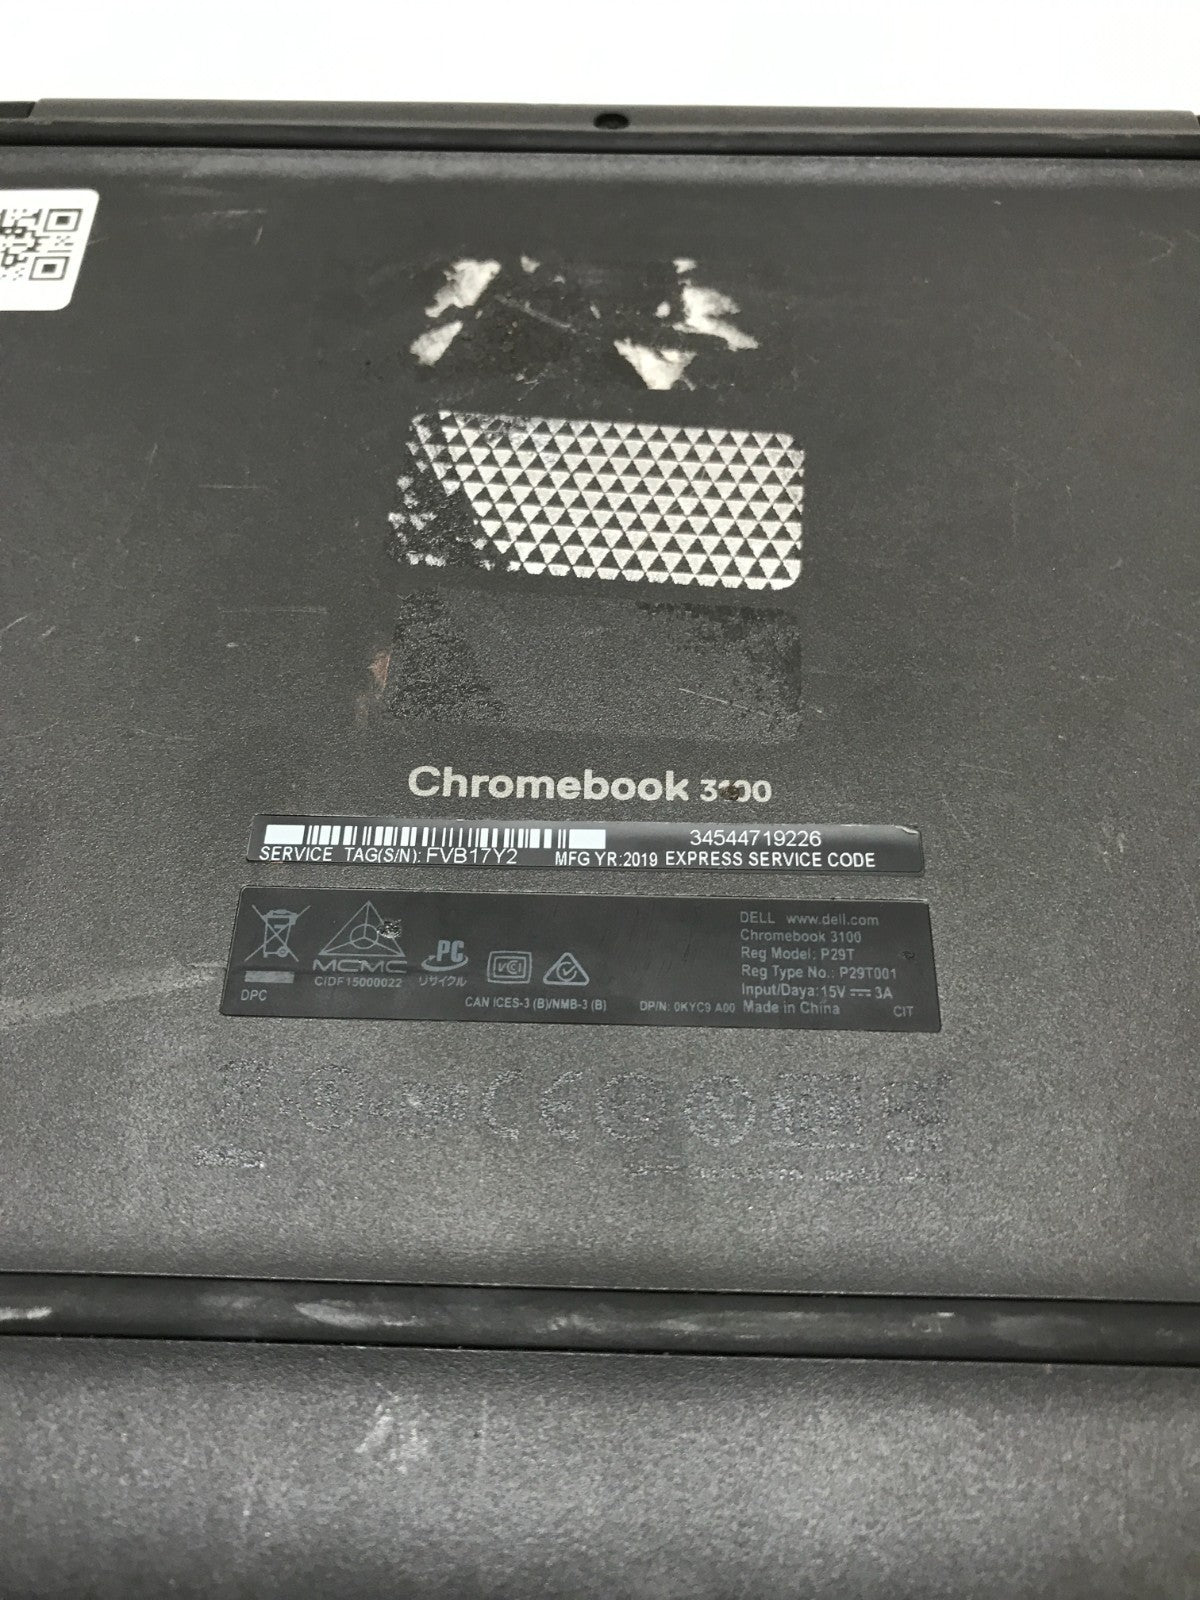 Chromebook 3100
34544719226
SERVICE TAG(S/N): FVB17Y2 MFG YR:2019 EXPRESS SERVICE CODE
DELL www.dell.com
Chromebook 3100
Reg Model: P29T
Reg Type No.: P29T001
Input/Daya: 15V ⎓ 3A
Made in China
CIT
MCMC
CIDF15000022
PC
リサイクル
VCI
DPC
CAN ICES-3 (B)/NMB-3 (B)
DP/N: 0KYC9 A00